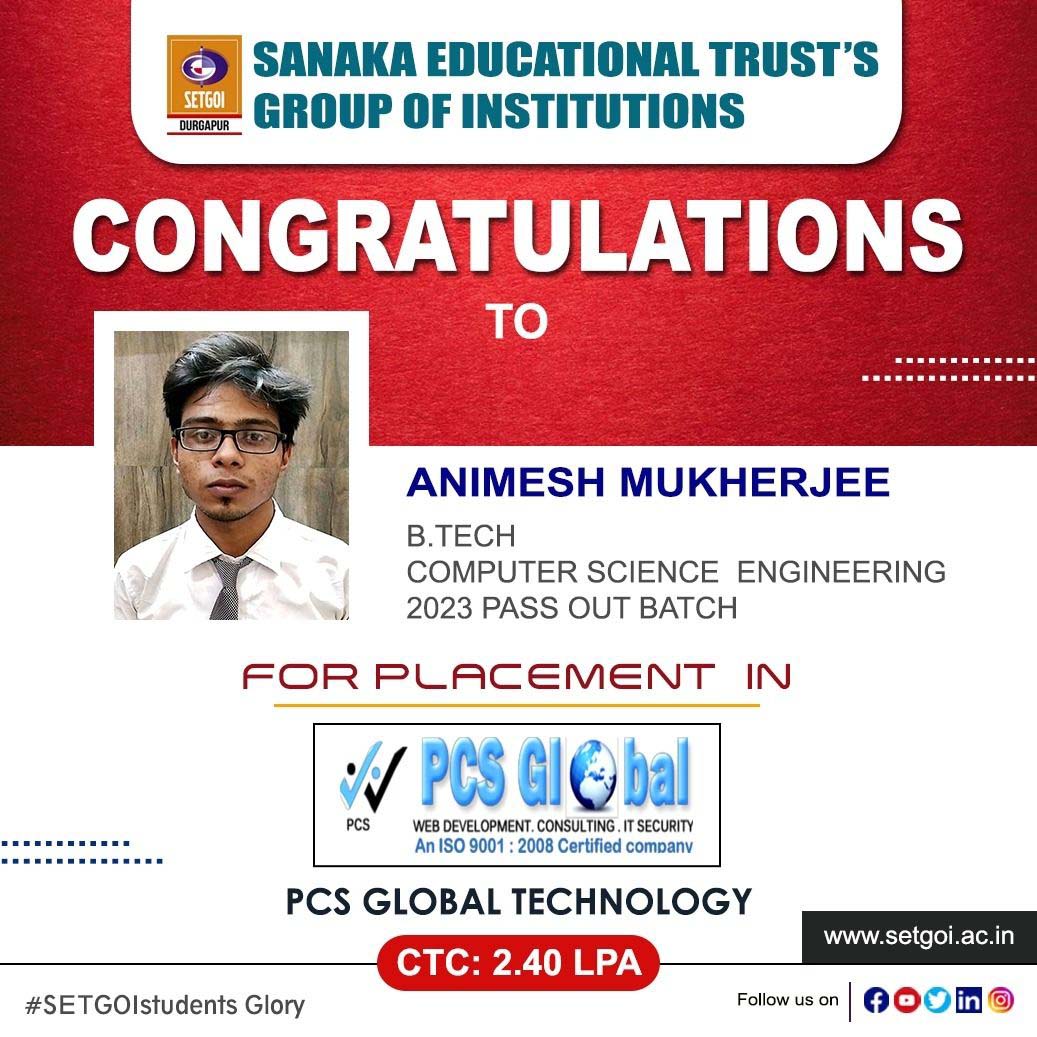 SETGOI
DURGAPUR
SANAKA EDUCATIONAL TRUST'S
GROUP OF INSTITUTIONS
CONGRATULATIONS
TO
ANIMESH MUKHERJEE
B.TECH
COMPUTER SCIENCE ENGINEERING
2023 PASS OUT BATCH
FOR PLACEMENT IN
PCS
PCS Global
WEB DEVELOPMENT. CONSULTING . IT SECURITY
An ISO 9001 : 2008 Certified company
PCS GLOBAL TECHNOLOGY
www.setgoi.ac.in
CTC: 2.40 LPA
#SETGOIstudents Glory
Follow us on